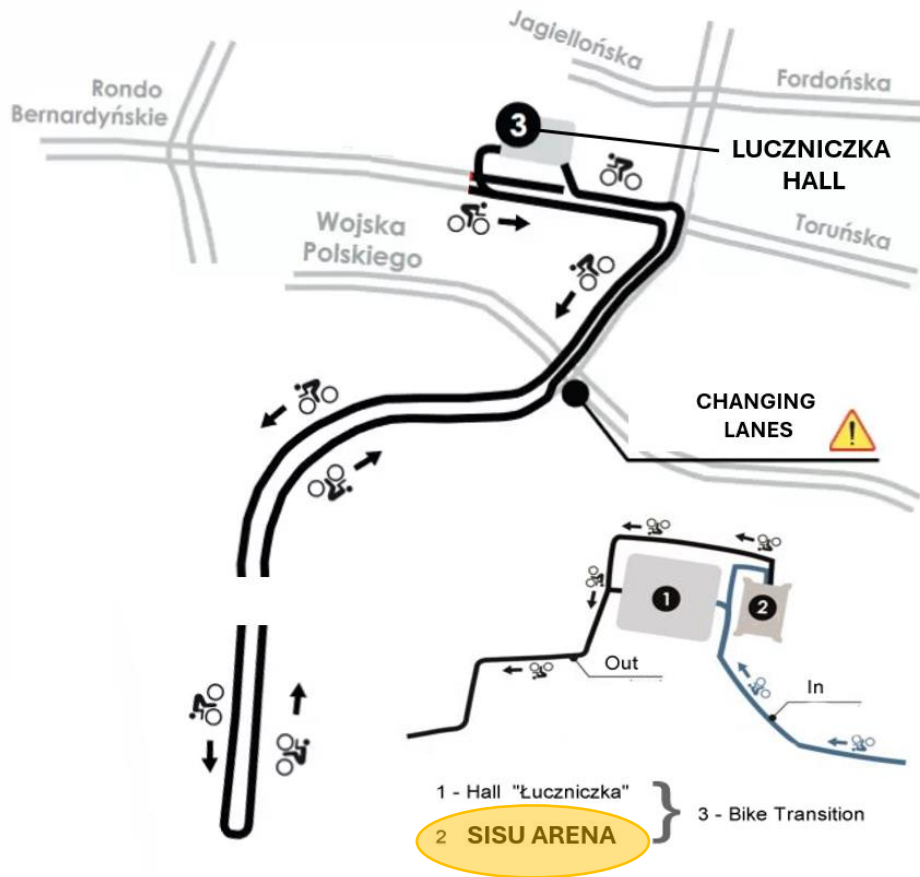 Jagiellońska
Rondo
Bernardyńskie
Fordońska
3
LUCZNICZKA
HALL
Wojska
Polskiego
Toruńska
CHANGING
LANES
!
1
2
Out
In
1 - Hall "Łuczniczka"
2 SISU ARENA
} 3 - Bike Transition